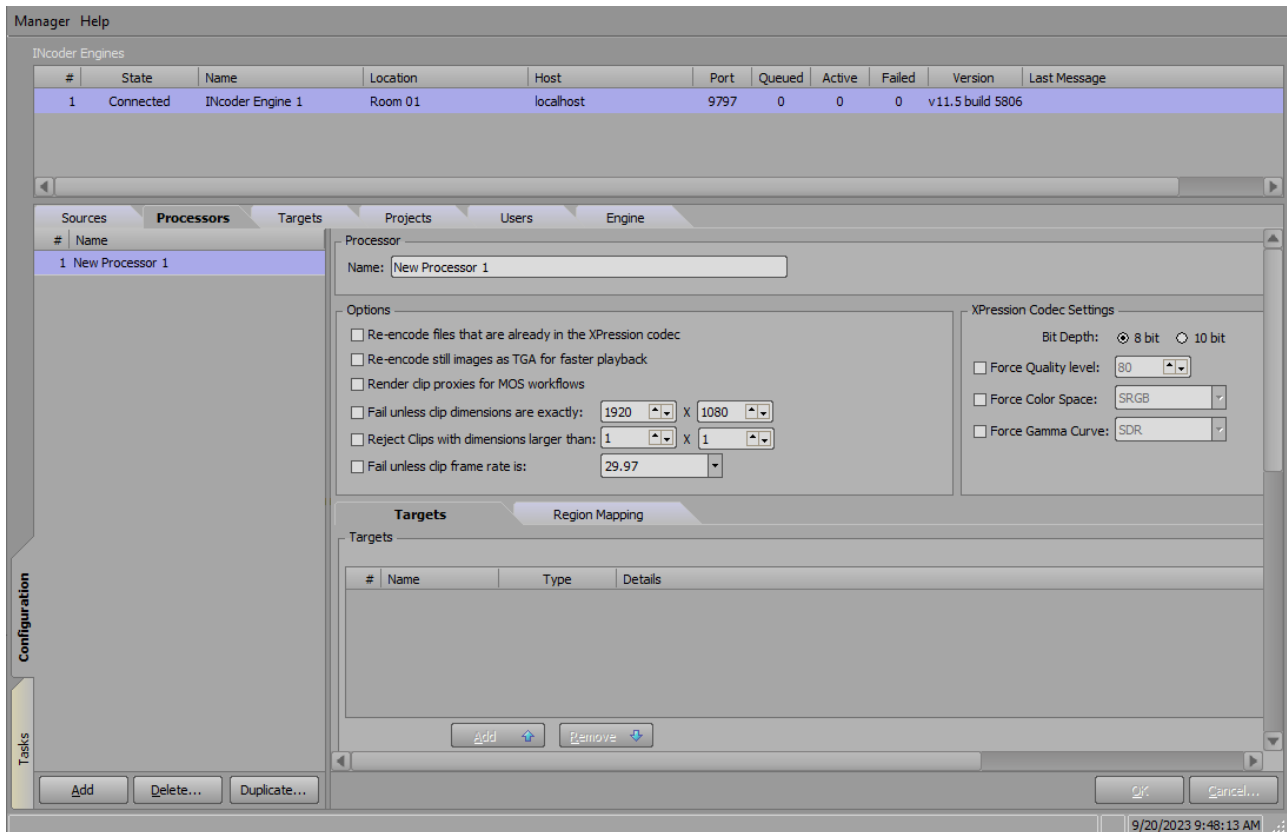 Manager Help
INcoder Engines
# State Name Location Host Port Queued Active Failed Version Last Message
1 Connected INcoder Engine 1 Room 01 localhost 9797 0 0 0 v11.5 build 5806
Sources Processors Targets Projects Users Engine
# Name
1 New Processor 1
Processor
Name: New Processor 1
Options
Re-encode files that are already in the XPression codec
Re-encode still images as TGA for faster playback
Render clip proxies for MOS workflows
Fail unless clip dimensions are exactly: 1920 X 1080
Reject Clips with dimensions larger than: 1 X 1
Fail unless clip frame rate is: 29.97
XPression Codec Settings
Bit Depth: 8 bit 10 bit
Force Quality level: 80
Force Color Space: SRGB
Force Gamma Curve: SDR
Targets Region Mapping
Targets
# Name Type Details
Add Remove
Configuration
Tasks
Add Delete... Duplicate...
OK Cancel...
9/20/2023 9:48:13 AM